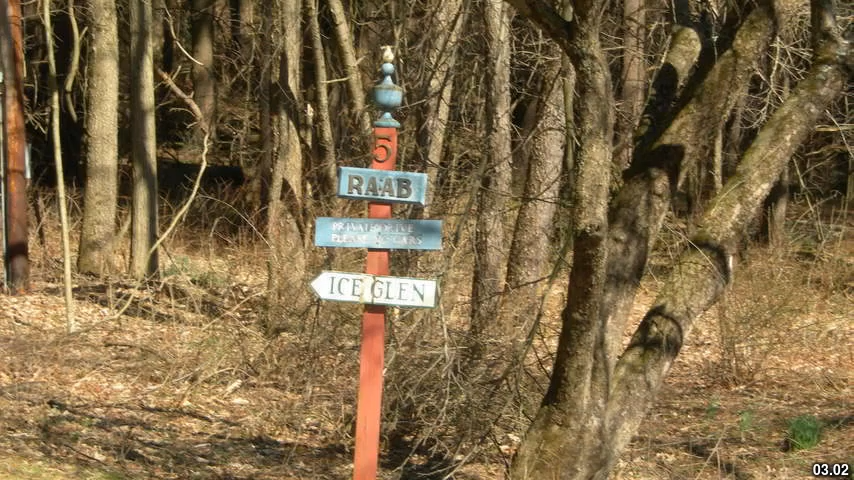 5
RAAB
PRIVATE DRIVE
PLEASE NO CARS
ICE GLEN
03.02